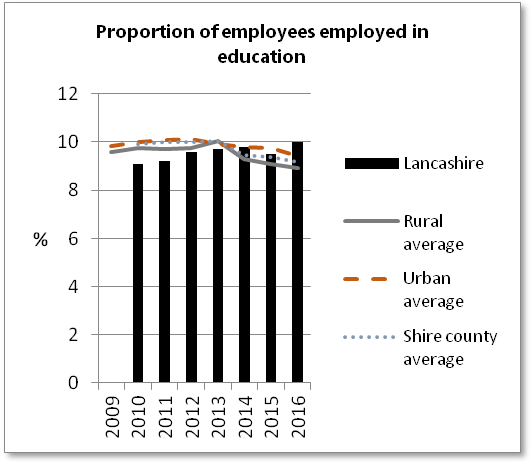 Proportion of employees employed in
education
12
10
8
6
4
2
0
%
2009
2010
2011
2012
2013
2014
2015
2016
Lancashire
Rural
average
Urban
average
Shire county
average